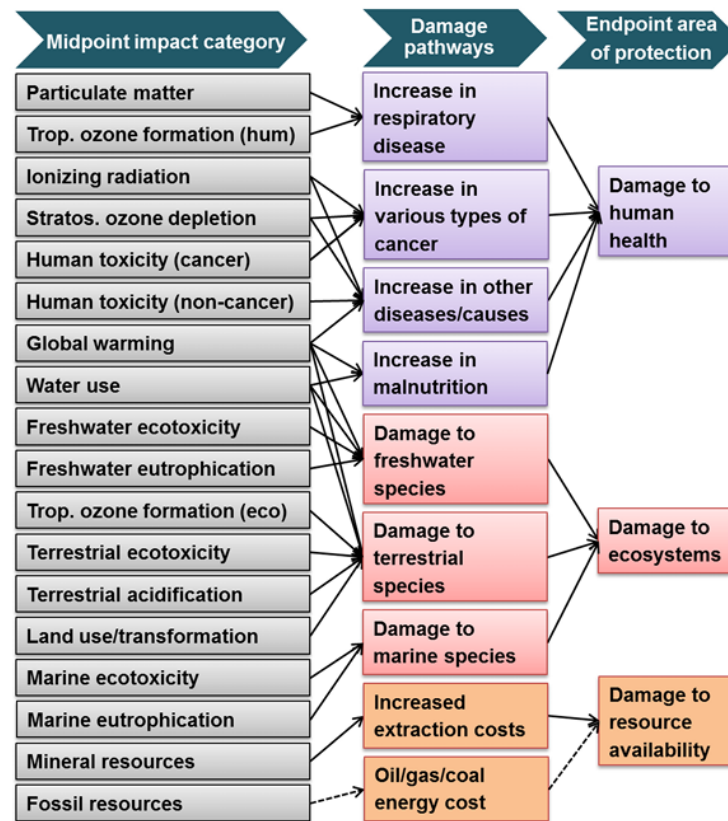 Midpoint impact category
Damage
pathways
Endpoint area
of protection
Particulate matter
Trop. ozone formation (hum)
Ionizing radiation
Stratos. ozone depletion
Human toxicity (cancer)
Human toxicity (non-cancer)
Global warming
Water use
Freshwater ecotoxicity
Freshwater eutrophication
Trop. ozone formation (eco)
Terrestrial ecotoxicity
Terrestrial acidification
Land use/transformation
Marine ecotoxicity
Marine eutrophication
Mineral resources
Fossil resources
Increase in
respiratory
disease
Increase in
various types of
cancer
Increase in other
diseases/causes
Increase in
malnutrition
Damage to
freshwater
species
Damage to
terrestrial
species
Damage to
marine species
Increased
extraction costs
Oil/gas/coal
energy cost
Damage to
human
health
Damage to
ecosystems
Damage to
resource
availability